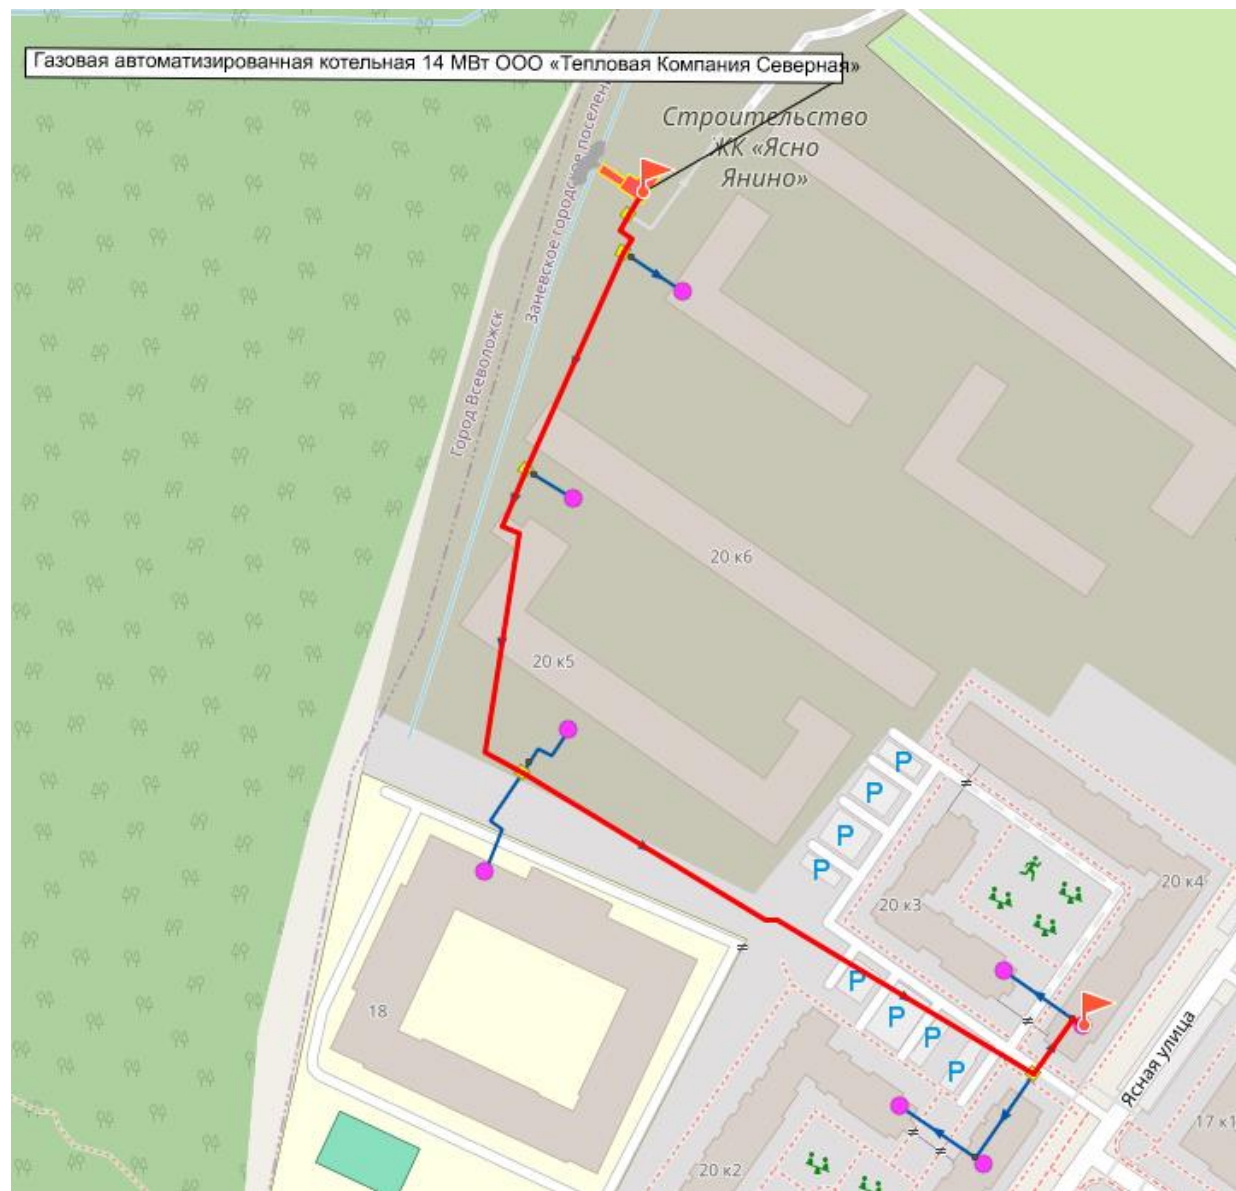 Газовая автоматизированная котельная 14 МВт ООО «Тепловая Компания Северная»
Строительство
ЖК «Ясно
Янино»
Заневское городское поселен
Город Всеволожск
20 к6
20 к5
P
P
P
P
20 к4
20 к3
P
P
P
P
18
Ясная улица
17 к1
20 к2